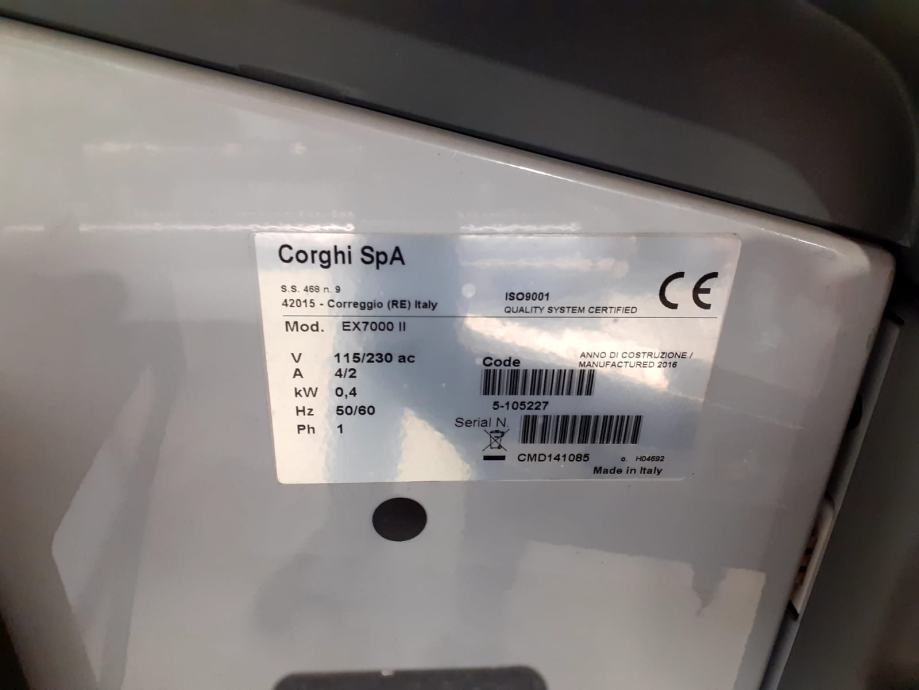 Corghi SpA
S.S. 468 n. 9
42015 - Correggio (RE) Italy
ISO9001
QUALITY SYSTEM CERTIFIED
CE
Mod. EX7000 II
V 115/230 ac
A 4/2
kW 0,4
Hz 50/60
Ph 1
Code
ANNO DI COSTRUZIONE /
MANUFACTURED 2016
5-105227
Serial N.
CMD141085 o. H04692
Made in Italy